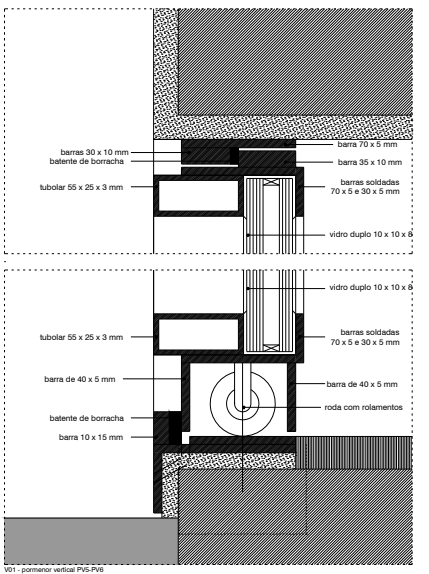 barra 70 x 5 mm
barras 30 x 10 mm
batente de borracha
barra 35 x 10 mm
tubolar 55 x 25 x 3 mm
barras soldadas
70 x 5 e 30 x 5 mm
vidro duplo 10 x 10 x 8
vidro duplo 10 x 10 x 8
tubolar 55 x 25 x 3 mm
barras soldadas
70 x 5 e 30 x 5 mm
barra de 40 x 5 mm
barra de 40 x 5 mm
roda com rolamentos
batente de borracha
barra 10 x 15 mm
V01 - pormenor vertical PV5-PV6